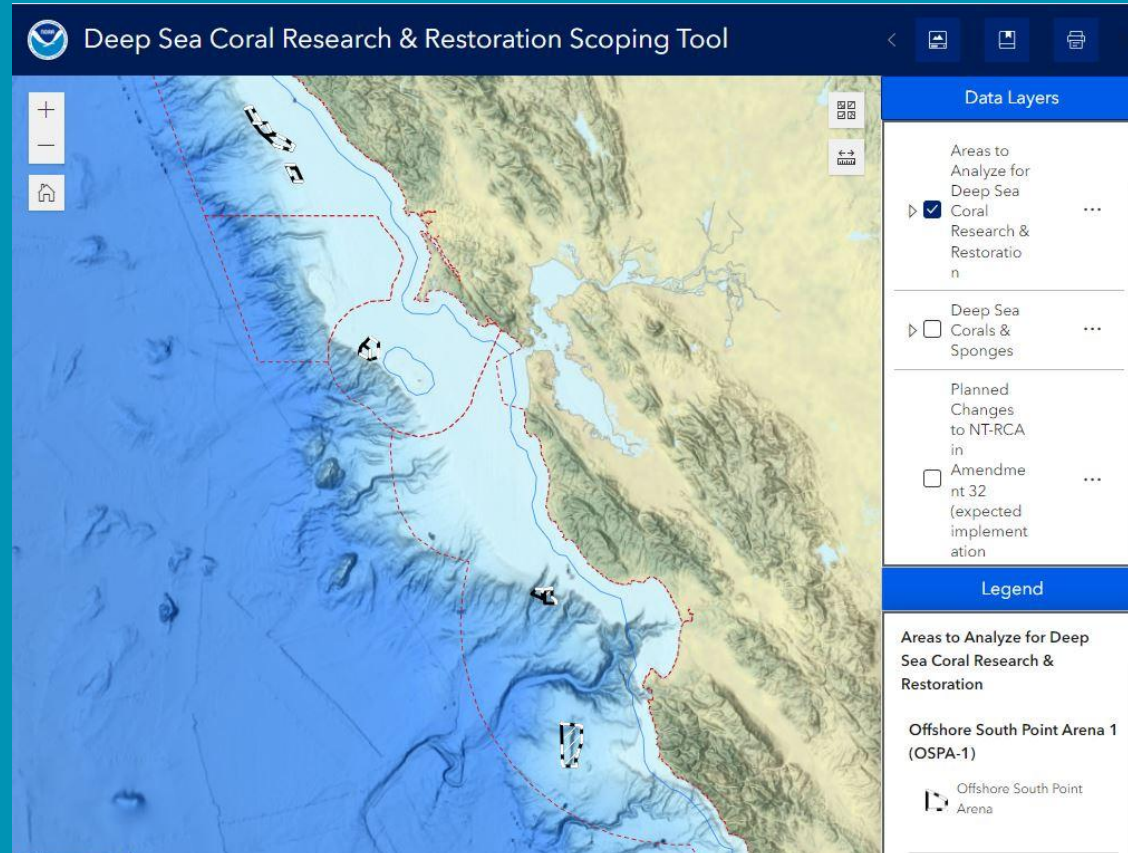 NOAA
Deep Sea Coral Research & Restoration Scoping Tool
Data Layers
Areas to
Analyze for
Deep Sea
Coral
Research &
Restoratio
n
Deep Sea
Corals &
Sponges
Planned
Changes
to NT-RCA
in
Amendme
nt 32
(expected
implement
ation
Legend
Areas to Analyze for Deep
Sea Coral Research &
Restoration
Offshore South Point Arena 1
(OSPA-1)
Offshore South Point
Arena